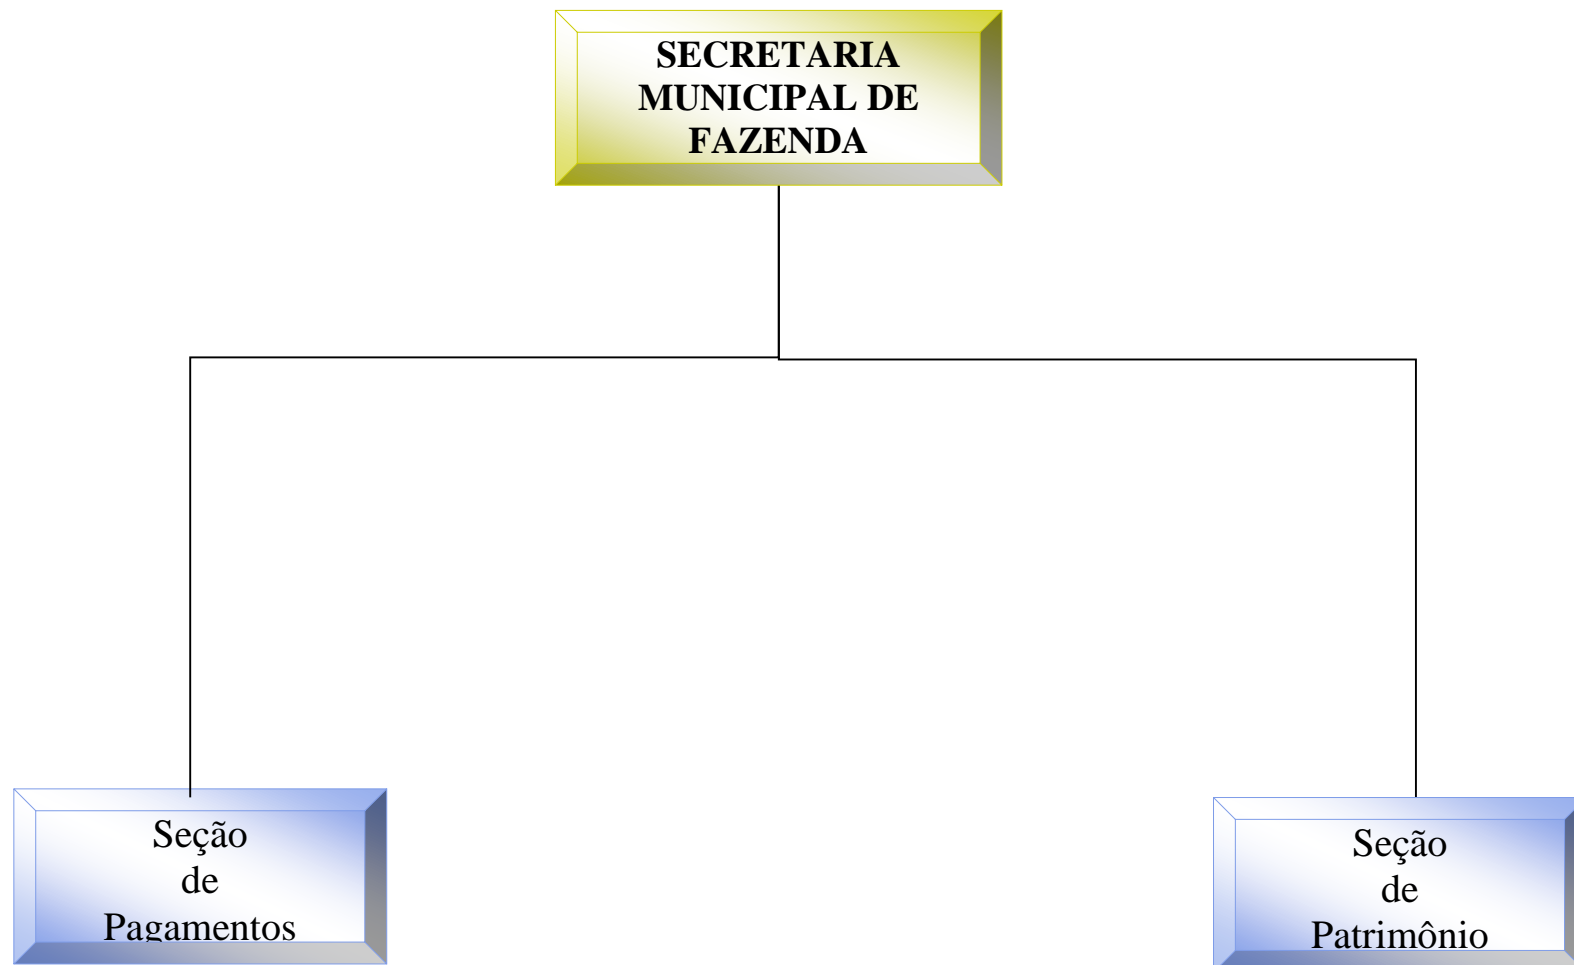 SECRETARIA
MUNICIPAL DE
FAZENDA
Seção
de
Pagamentos
Seção
de
Patrimônio